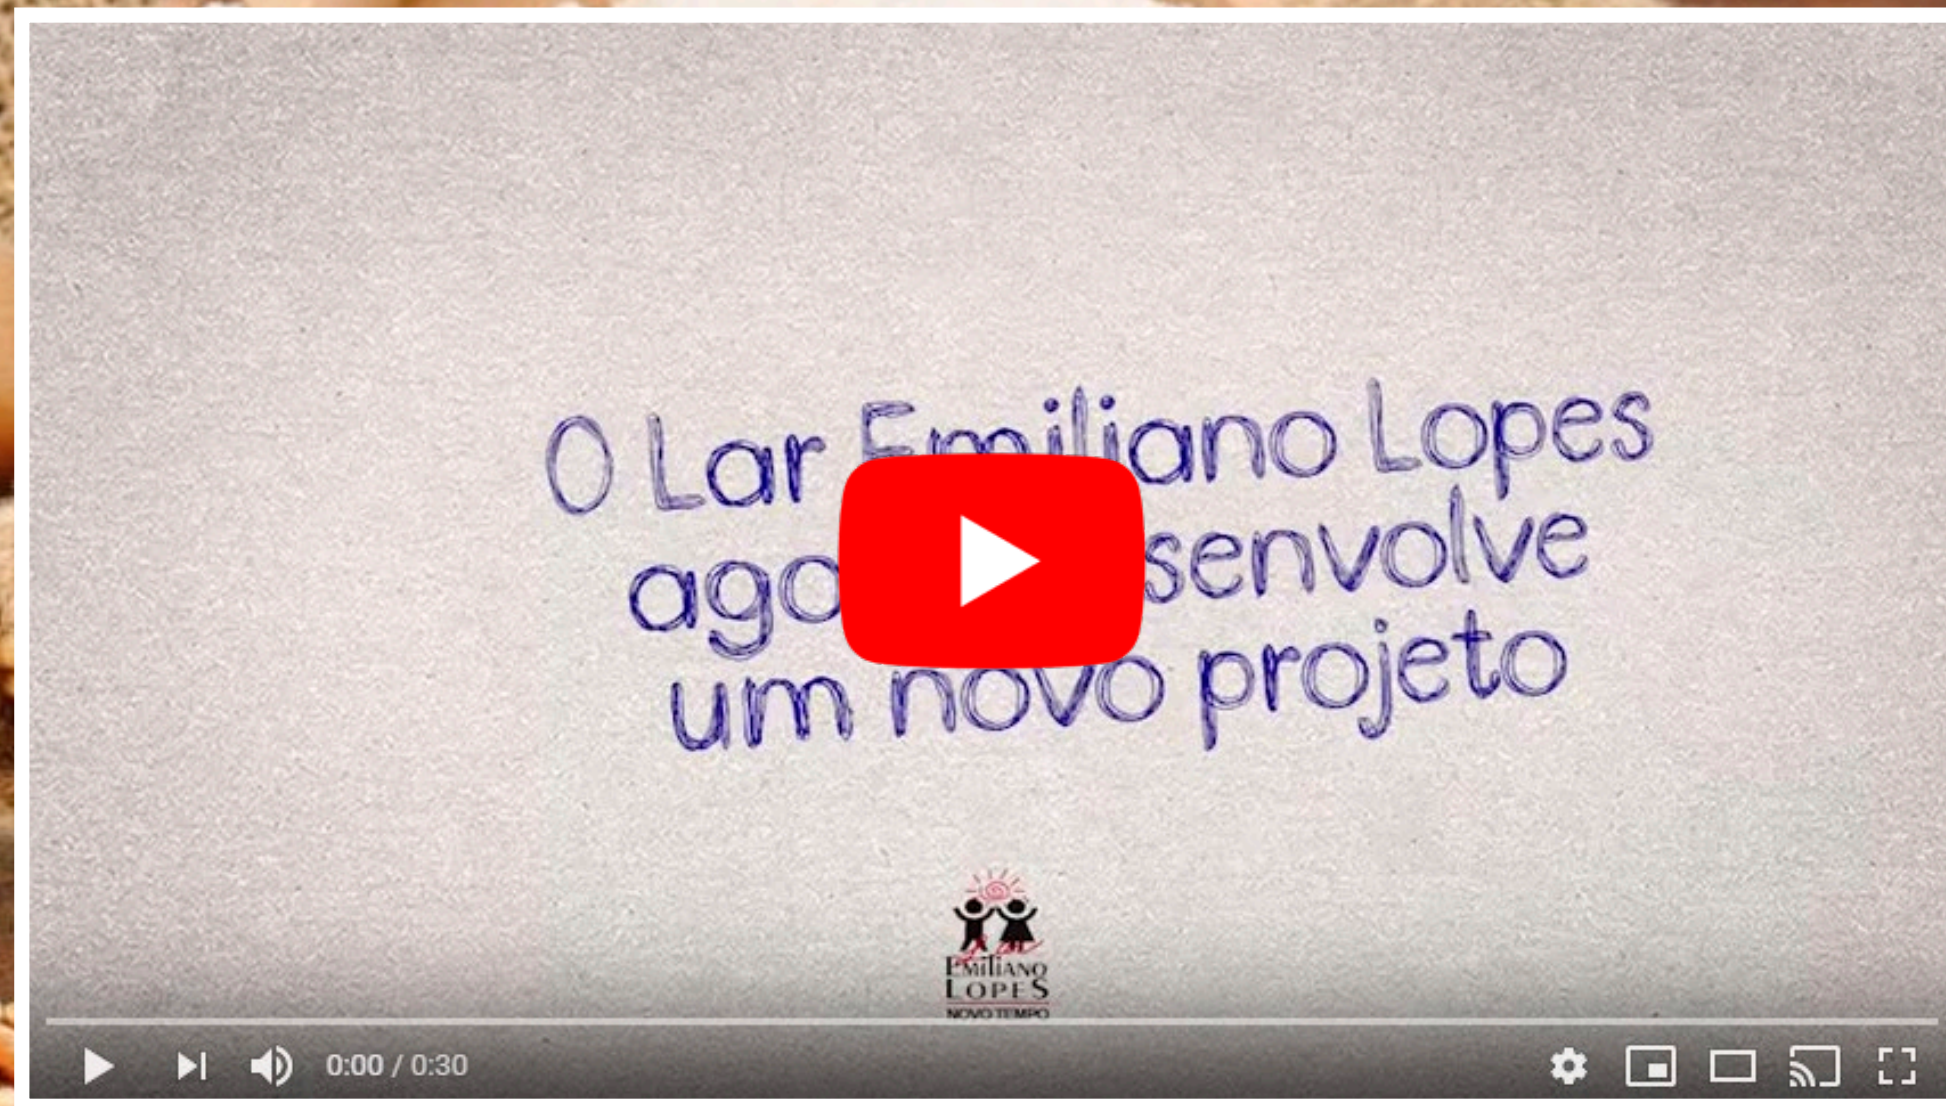 O Lar Emiliano Lopes
senvolve
um novo projeto
EMILIANO
LOPES
NOVO TEMPO
0:00 / 0:30